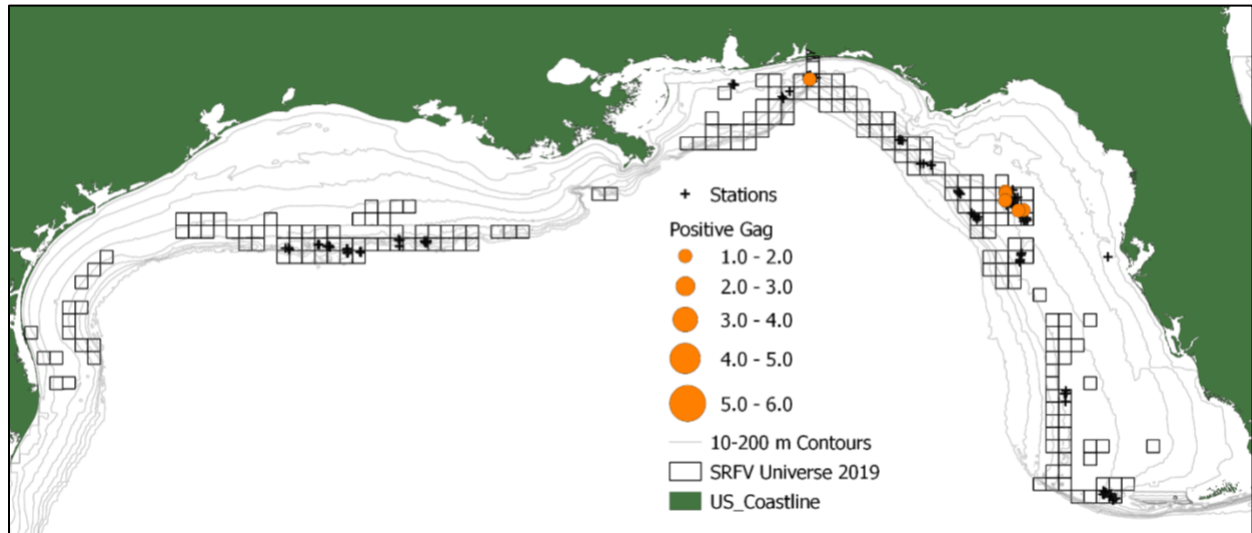 Stations
Positive Gag
1.0 - 2.0
2.0 - 3.0
3.0 - 4.0
4.0 - 5.0
5.0 - 6.0
10-200 m Contours
SRFV Universe 2019
US_Coastline